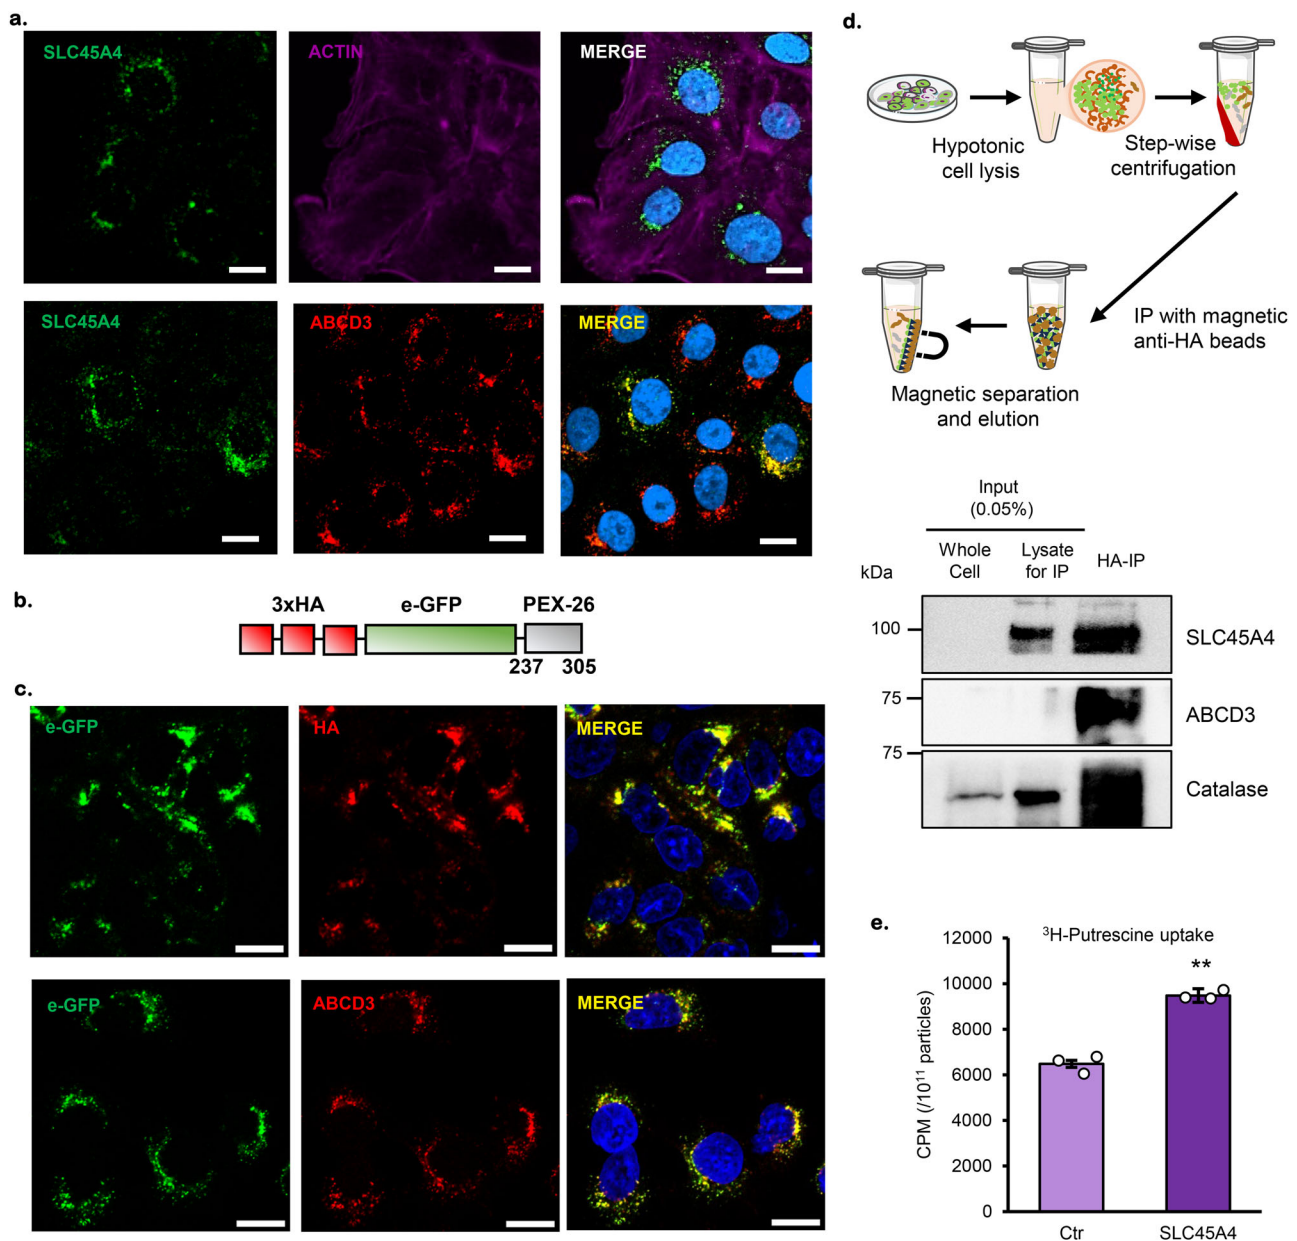 a.
SLC45A4
ACTIN
MERGE
SLC45A4
ABCD3
MERGE
b.
3xHA
e-GFP
PEX-26
237
305
c.
e-GFP
HA
MERGE
e-GFP
ABCD3
MERGE
d.
Hypotonic
cell lysis
Step-wise
centrifugation
IP with magnetic
anti-HA beads
Magnetic separation
and elution
Input
(0.05%)
Whole
Cell
Lysate
for IP
HA-IP
kDa
100
SLC45A4
75
ABCD3
75
Catalase
e.
³H-Putrescine uptake
**
CPM (/10¹¹ particles)
12000
10000
8000
6000
4000
2000
0
Ctr
SLC45A4